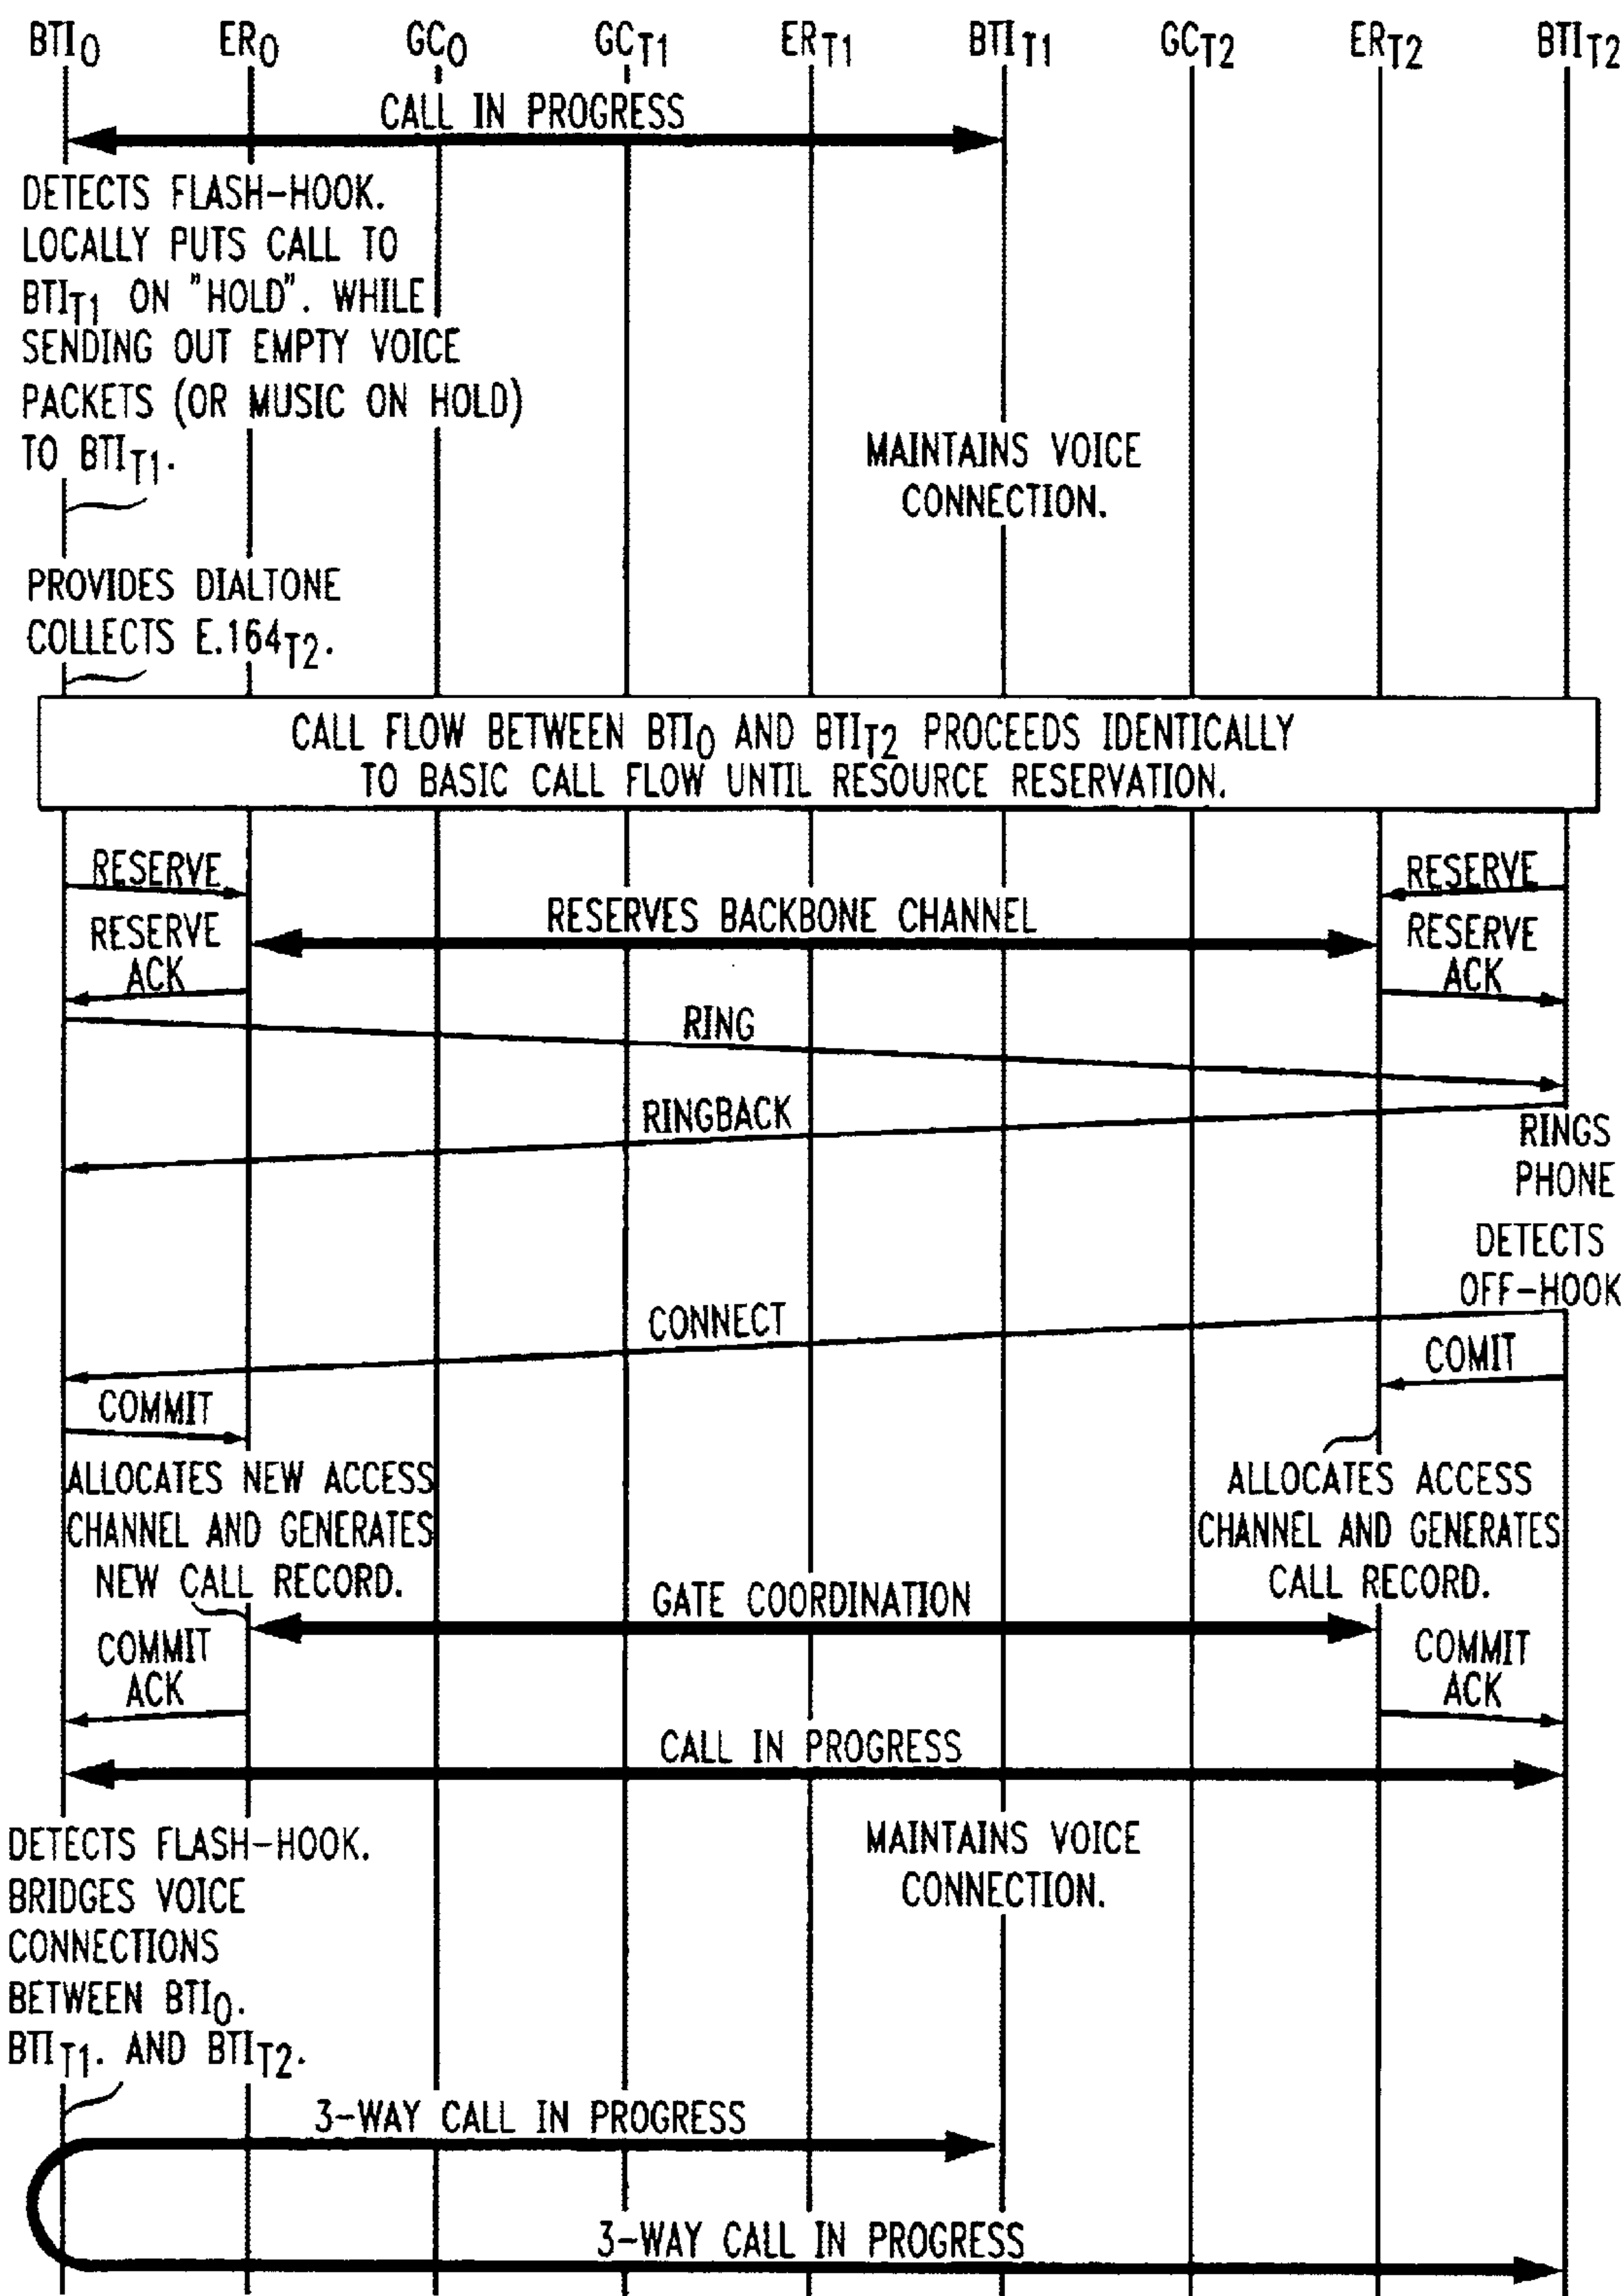 BTIO ERO GCO GCT1 ERT1 BTIT1 GCT2 ERT2 BTIT2
CALL IN PROGRESS
DETECTS FLASH-HOOK.
LOCALLY PUTS CALL TO
BTIT1 ON "HOLD". WHILE
SENDING OUT EMPTY VOICE
PACKETS (OR MUSIC ON HOLD)
TO BTIT1.
MAINTAINS VOICE
CONNECTION.
PROVIDES DIALTONE
COLLECTS E.164T2.
CALL FLOW BETWEEN BTIO AND BTIT2 PROCEEDS IDENTICALLY
TO BASIC CALL FLOW UNTIL RESOURCE RESERVATION.
RESERVE
RESERVE
RESERVES BACKBONE CHANNEL
RESERVE
ACK
RESERVE
ACK
RING
RINGBACK
RINGS
PHONE
DETECTS
OFF-HOOK
CONNECT
COMIT
COMMIT
ALLOCATES NEW ACCESS
CHANNEL AND GENERATES
NEW CALL RECORD.
ALLOCATES ACCESS
CHANNEL AND GENERATES
CALL RECORD.
GATE COORDINATION
COMMIT
ACK
COMMIT
ACK
CALL IN PROGRESS
DETECTS FLASH-HOOK.
BRIDGES VOICE
CONNECTIONS
BETWEEN BTIO.
BTIT1. AND BTIT2.
MAINTAINS VOICE
CONNECTION.
3-WAY CALL IN PROGRESS
3-WAY CALL IN PROGRESS